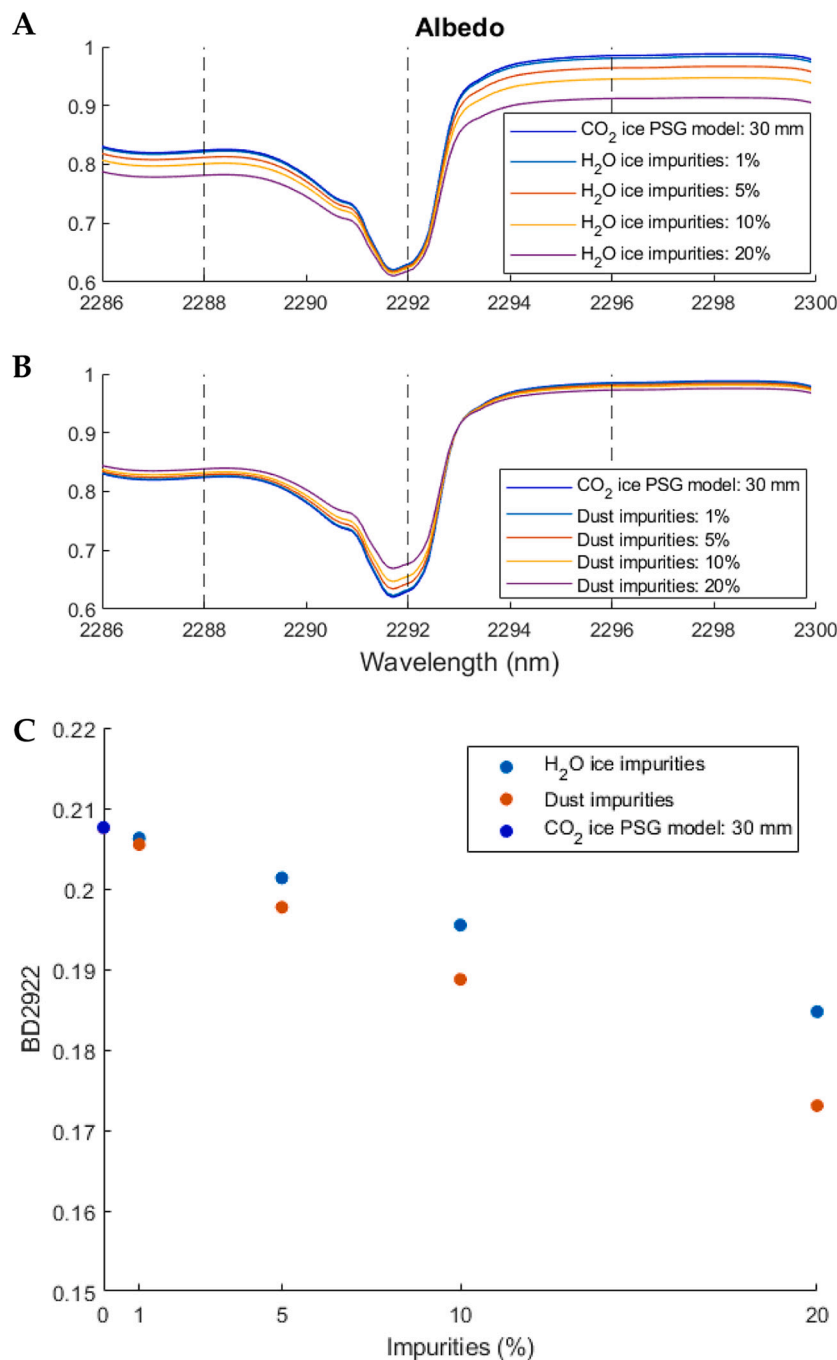 A
Albedo
1
0.9
0.8
0.7
0.6
CO2 ice PSG model: 30 mm
H2O ice impurities: 1%
H2O ice impurities: 5%
H2O ice impurities: 10%
H2O ice impurities: 20%
2286 2288 2290 2292 2294 2296 2298 2300
B
1
0.9
0.8
0.7
0.6
CO2 ice PSG model: 30 mm
Dust impurities: 1%
Dust impurities: 5%
Dust impurities: 10%
Dust impurities: 20%
2286 2288 2290 2292 2294 2296 2298 2300
Wavelength (nm)
C
0.22
0.21
0.2
0.19
0.18
0.17
0.16
0.15
BD2922
H2O ice impurities
Dust impurities
CO2 ice PSG model: 30 mm
0 1 5 10 20
Impurities (%)